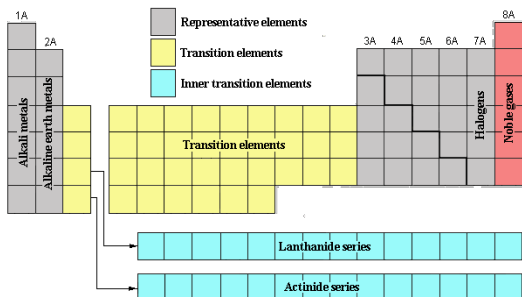 1A
8A
Representative elements
2A
3A 4A 5A 6A 7A
Transition elements
Inner transition elements
Alkali metals
Alkaline earth metals
Transition elements
Halogens
Noble gases
Lanthanide series
Actinide series